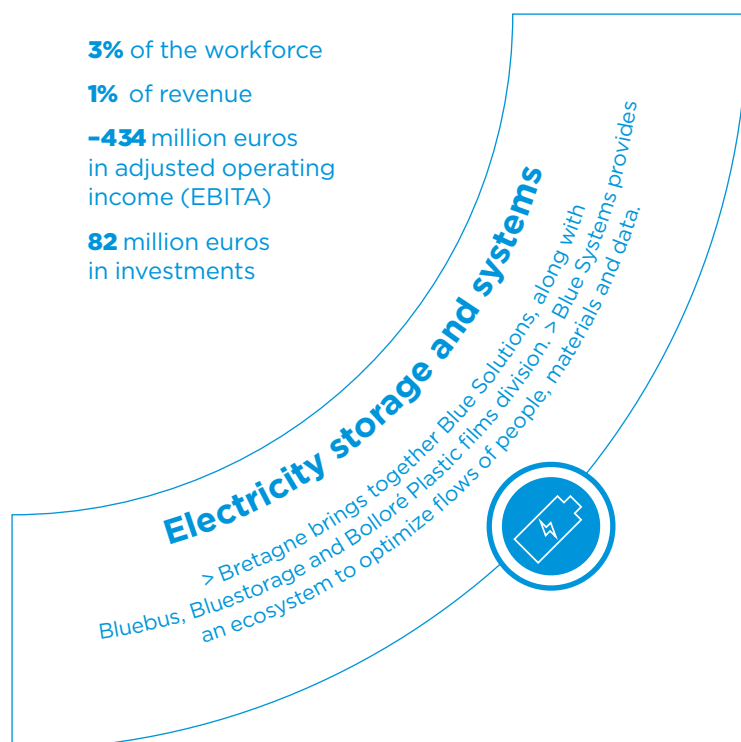 3% of the workforce
1% of revenue
–434 million euros
in adjusted operating
income (EBITA)
82 million euros
in investments
Electricity storage and systems
> Bretagne brings together Blue Solutions, along with
Bluebus, Bluestorage and Bolloré Plastic films division. > Blue Systems provides
an ecosystem to optimize flows of people, materials and data.